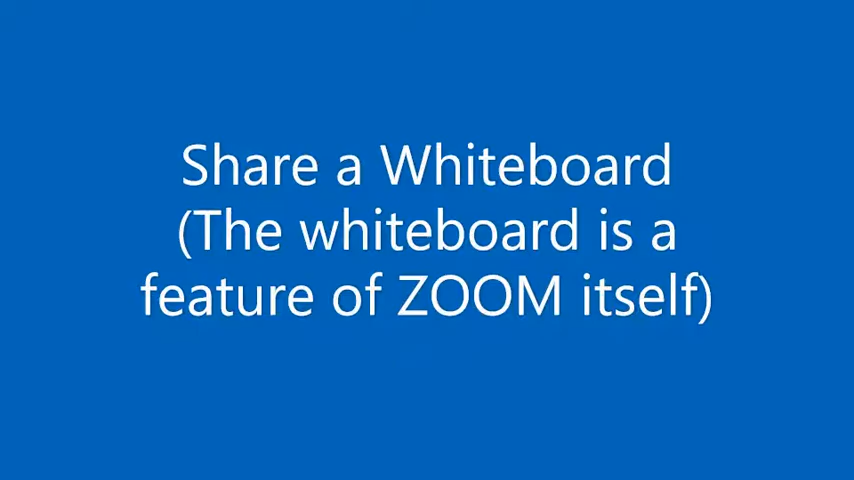 Share a Whiteboard
(The whiteboard is a
feature of ZOOM itself)